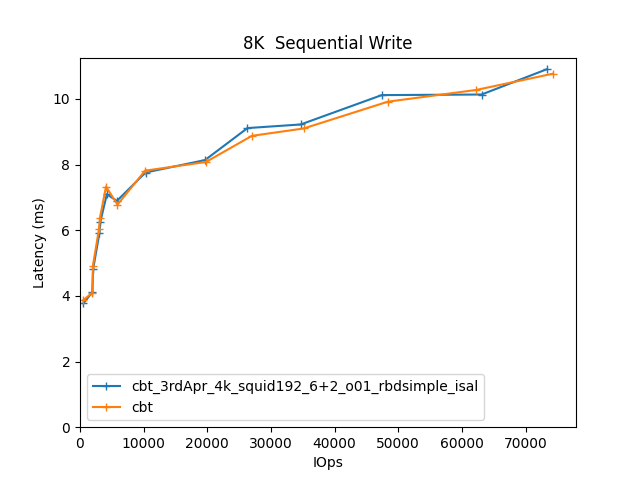 8K  Sequential Write
Latency (ms)
10
8
6
4
2
0
cbt_3rdApr_4k_squid192_6+2_o01_rbdsimple_isal
cbt
0 10000 20000 30000 40000 50000 60000 70000
IOps